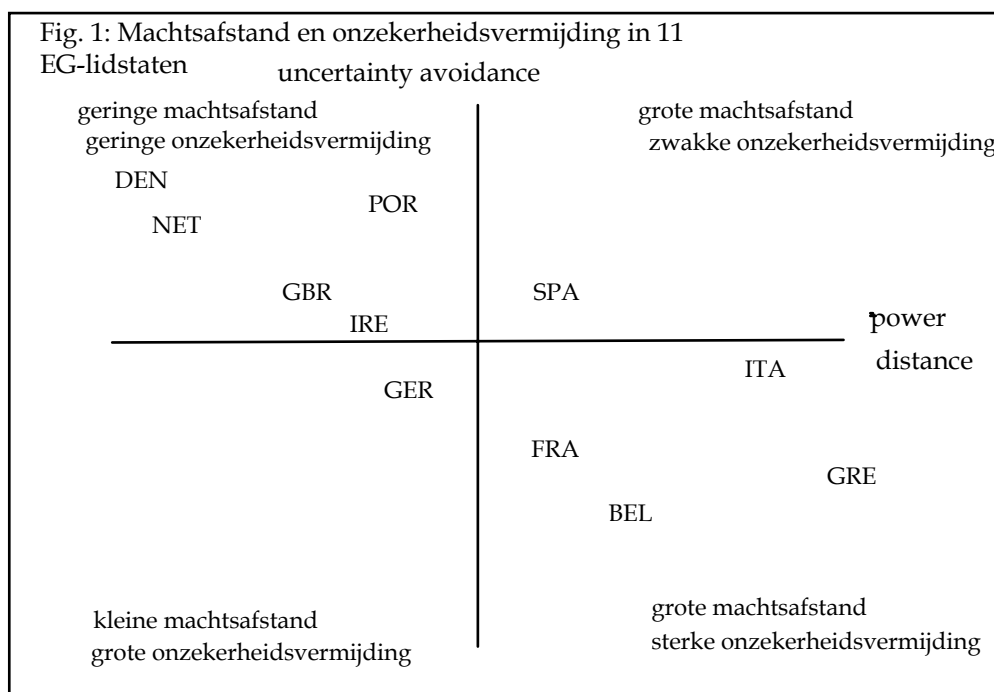 Fig. 1: Machtsafstand en onzekerheidsvermijding in 11
EG-lidstaten
uncertainty avoidance
geringe machtsafstand
geringe onzekerheidsvermijding
grote machtsafstand
zwakke onzekerheidsvermijding
DEN
POR
NET
GBR
SPA
IRE
power
distance
ITA
GER
FRA
GRE
BEL
kleine machtsafstand
grote onzekerheidsvermijding
grote machtsafstand
sterke onzekerheidsvermijding